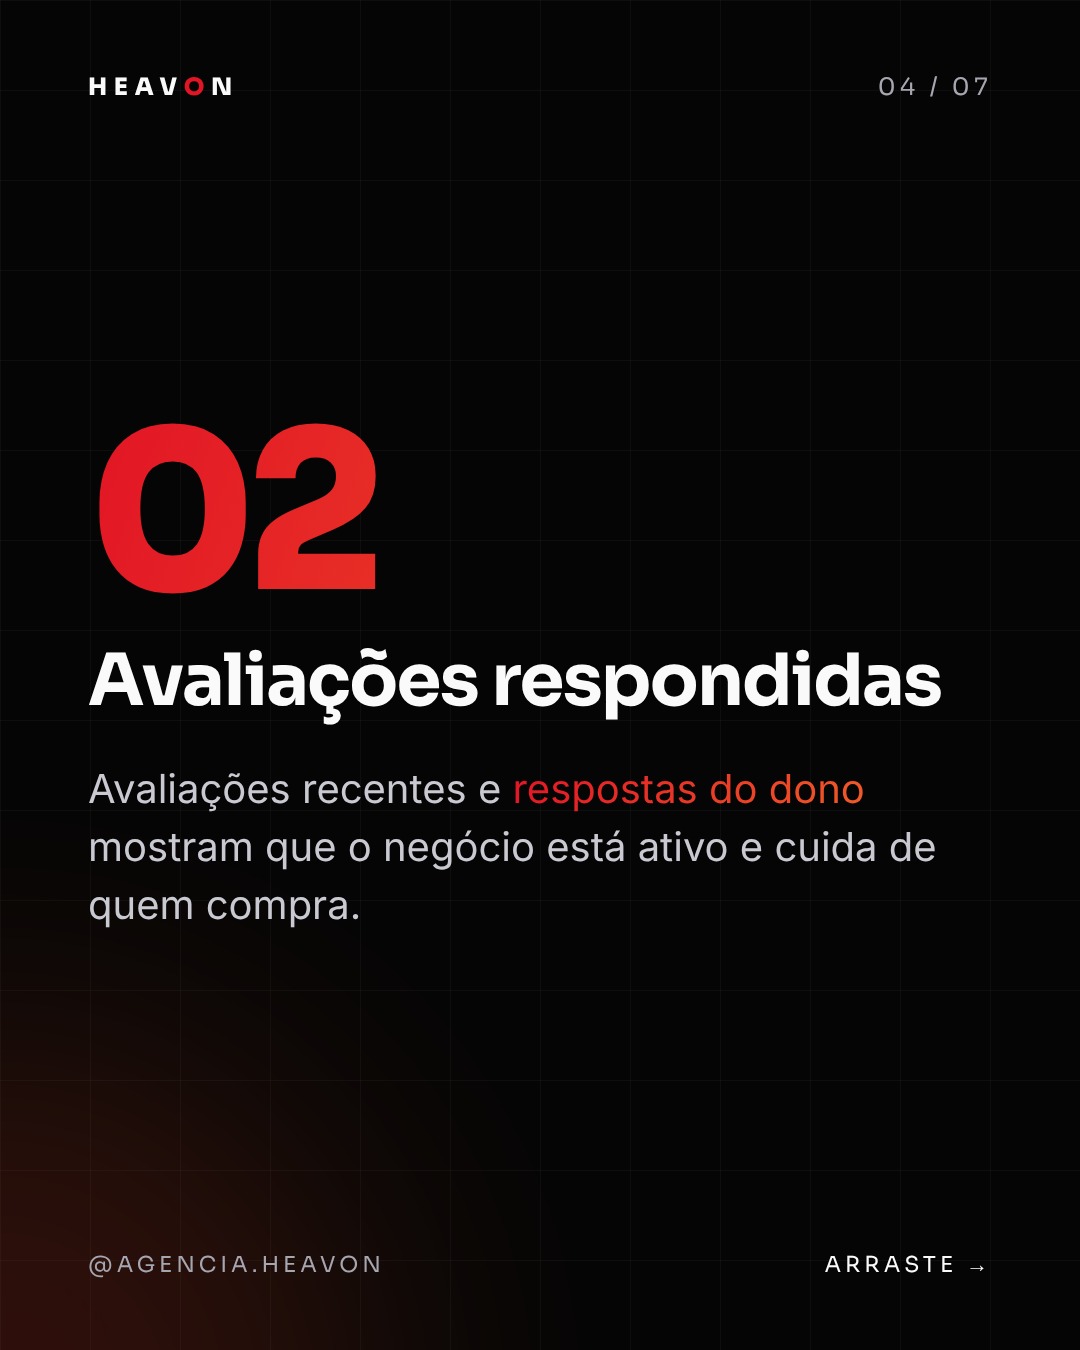 HEAVON
04 / 07
02
Avaliações respondidas
Avaliações recentes e respostas do dono
mostram que o negócio está ativo e cuida de
quem compra.
@AGENCIA.HEAVON
ARRASTE →